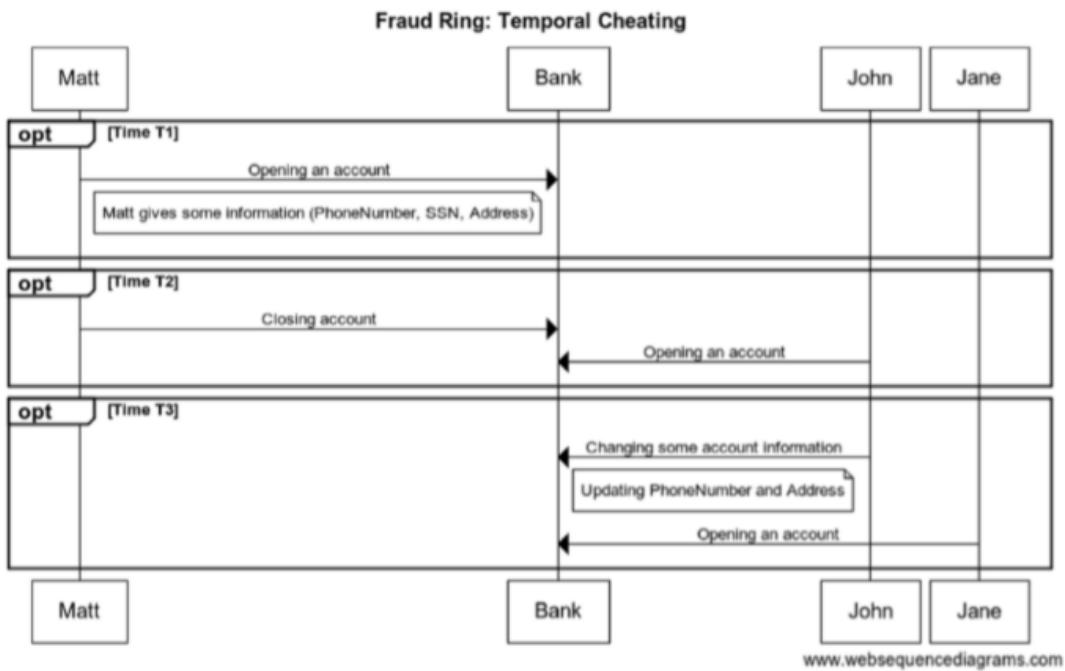 Fraud Ring: Temporal Cheating
Matt
Bank
John
Jane
opt
[Time T1]
Opening an account
Matt gives some information (PhoneNumber, SSN, Address)
opt
[Time T2]
Closing account
Opening an account
opt
[Time T3]
Changing some account information
Updating PhoneNumber and Address
Opening an account
Matt
Bank
John
Jane
www.websequencediagrams.com